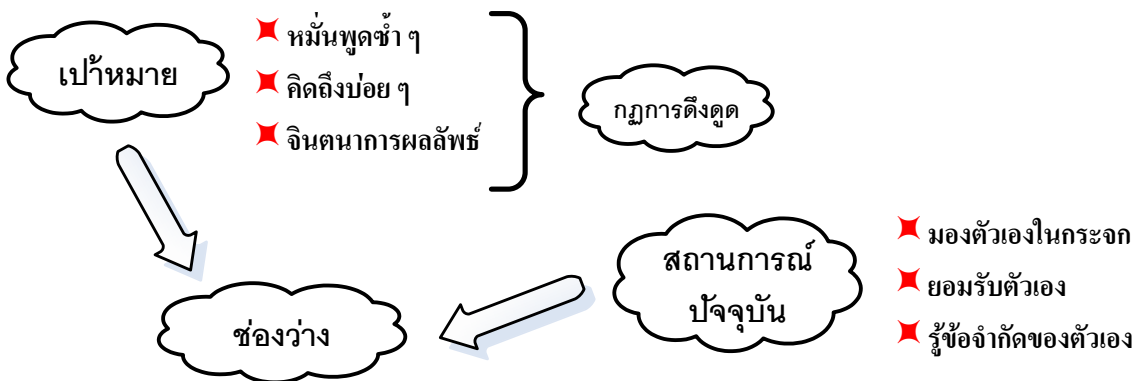 เป้าหมาย
หมั่นพูดซ้ำ ๆ
คิดถึงบ่อย ๆ
จินตนาการผลลัพธ์
กฏการดึงดูด
สถานการณ์
ปัจจุบัน
มองตัวเองในกระจก
ยอมรับตัวเอง
รู้ข้อจำกัดของตัวเอง
ช่องว่าง